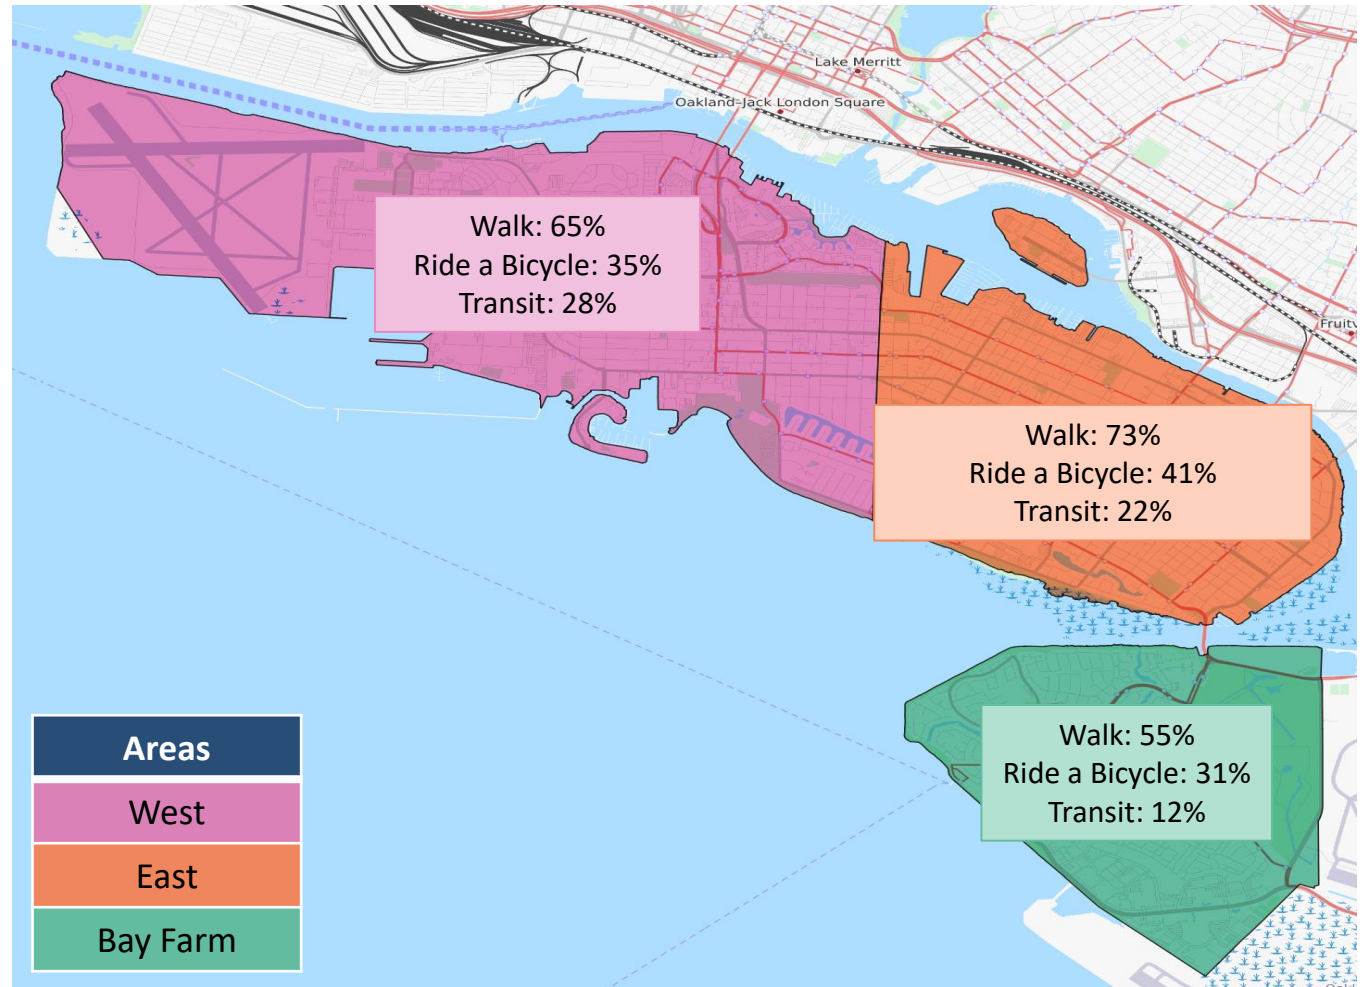 Lake Merritt
Oakland-Jack London Square
Walk: 65%
Ride a Bicycle: 35%
Transit: 28%
Walk: 73%
Ride a Bicycle: 41%
Transit: 22%
Walk: 55%
Ride a Bicycle: 31%
Transit: 12%
Areas
West
East
Bay Farm